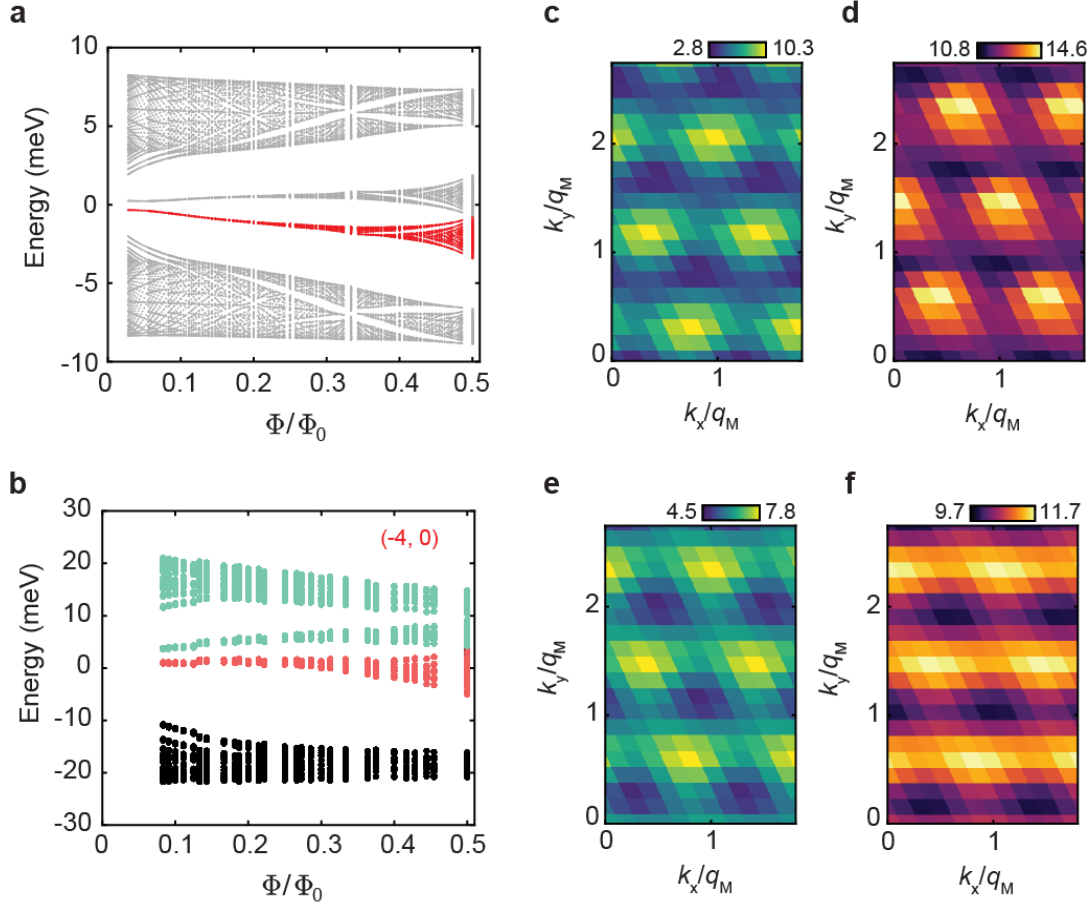 a
10
5
0
-5
-10
Energy (meV)
0 0.1 0.2 0.3 0.4 0.5
Φ/Φ0
b
30
20
10
0
-10
-20
-30
Energy (meV)
(-4, 0)
0 0.1 0.2 0.3 0.4 0.5
Φ/Φ0
c
2.8 10.3
2
1
0
ky/qM
0 1
kx/qM
d
10.8 14.6
2
1
0
ky/qM
0 1
kx/qM
e
4.5 7.8
2
1
0
ky/qM
0 1
kx/qM
f
9.7 11.7
2
1
0
ky/qM
0 1
kx/qM